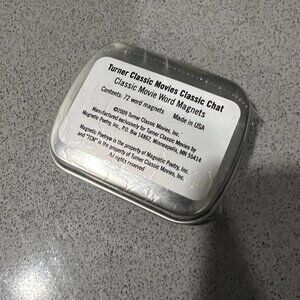 Turner Classic Movies Classic Chat
Classic Movie Word Magnets
Contents: 72 word magnets Made in USA
©2009 Turner Classic Movies, Inc.
Manufactured exclusively for Turner Classic Movies by
Magnetic Poetry, Inc. P.O. Box 14862, Minneapolis, MN 55414
Magnetic Poetry® is the property of Magnetic Poetry, Inc.
and "TCM" is the property of Turner Classic Movies, Inc.
All rights reserved